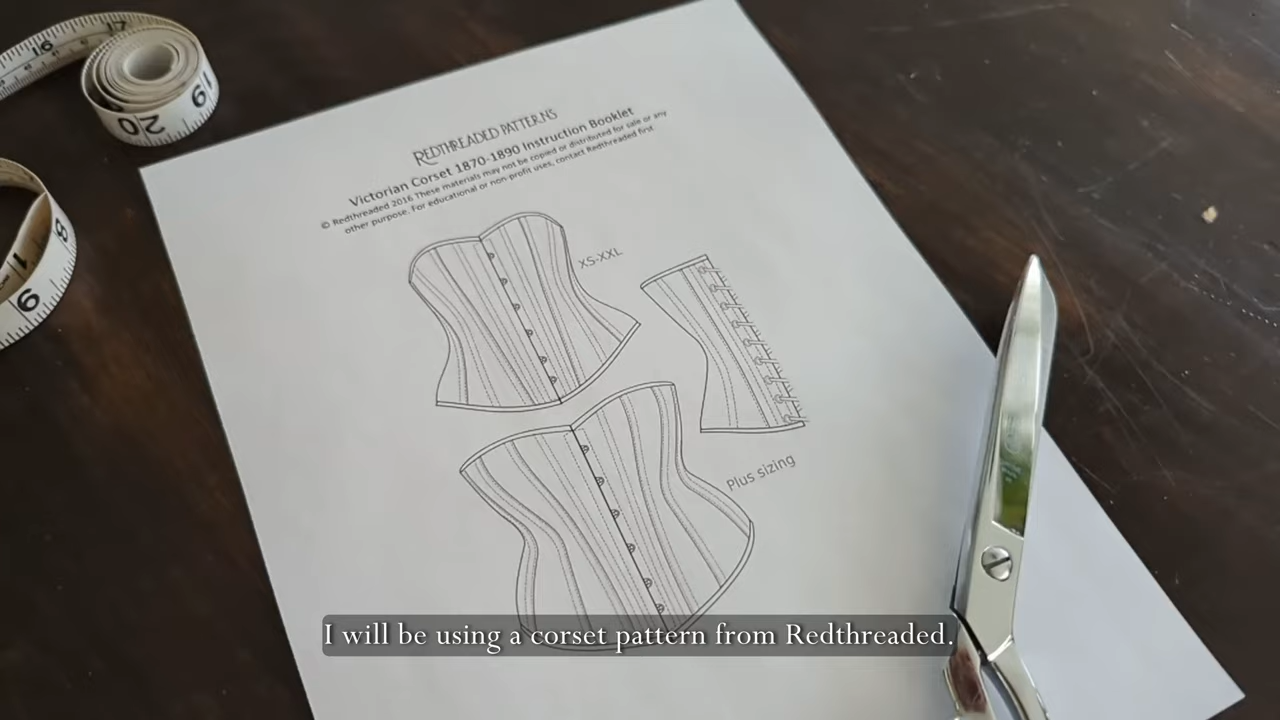 16
17
19
20
8
1
9
REDTHREADED PATTERNS
Victorian Corset 1870-1890 Instruction Booklet
© Redthreaded 2016 These materials may not be copied or distributed for sale or any
other purpose. For educational or non-profit uses, contact Redthreaded first.
XS-XXL
Plus sizing
I will be using a corset pattern from Redthreaded.